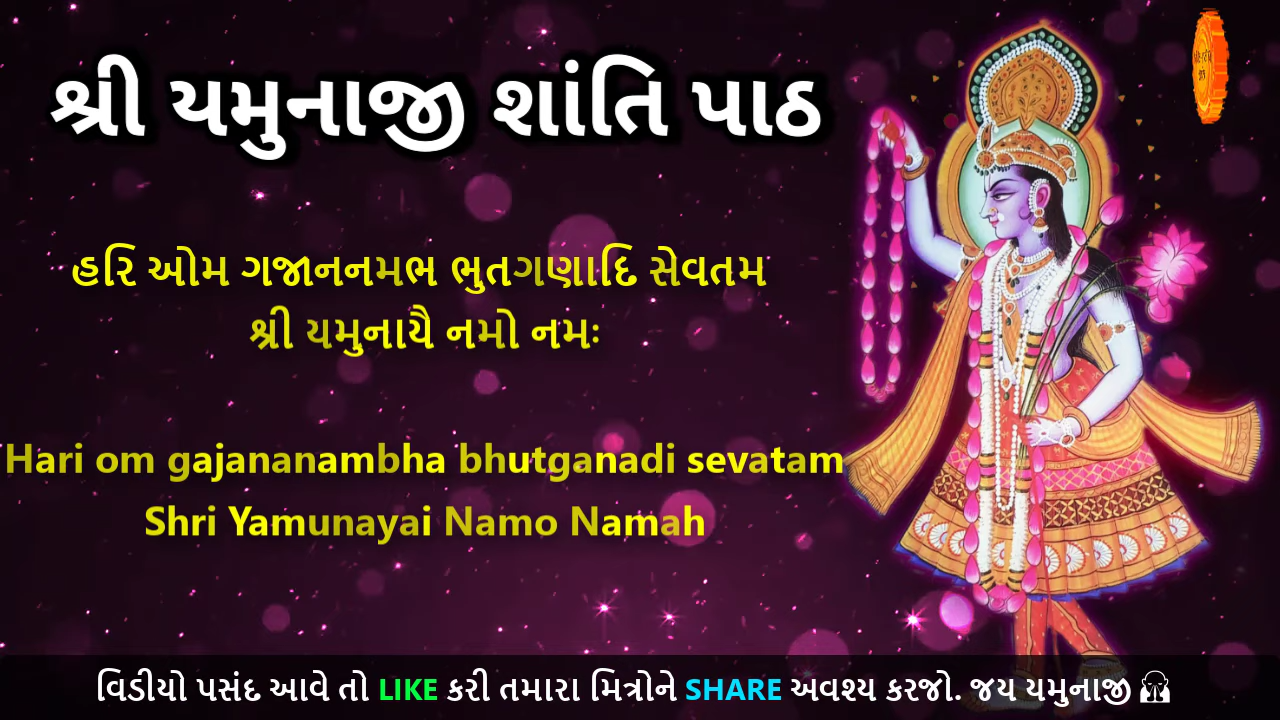 શ્રી યમુનાજી શાંતિ પાઠ
હરિ ઓમ ગજાનનમભ ભુતગણાદિ સેવતમ
શ્રી યમુનાયૈ નમો નમઃ
Hari om gajananambha bhutganadi sevatam
Shri Yamunayai Namo Namah
વિડીયો પસંદ આવે તો LIKE કરી તમારા મિત્રોને SHARE અવશ્ય કરજો. જય યમુનાજી